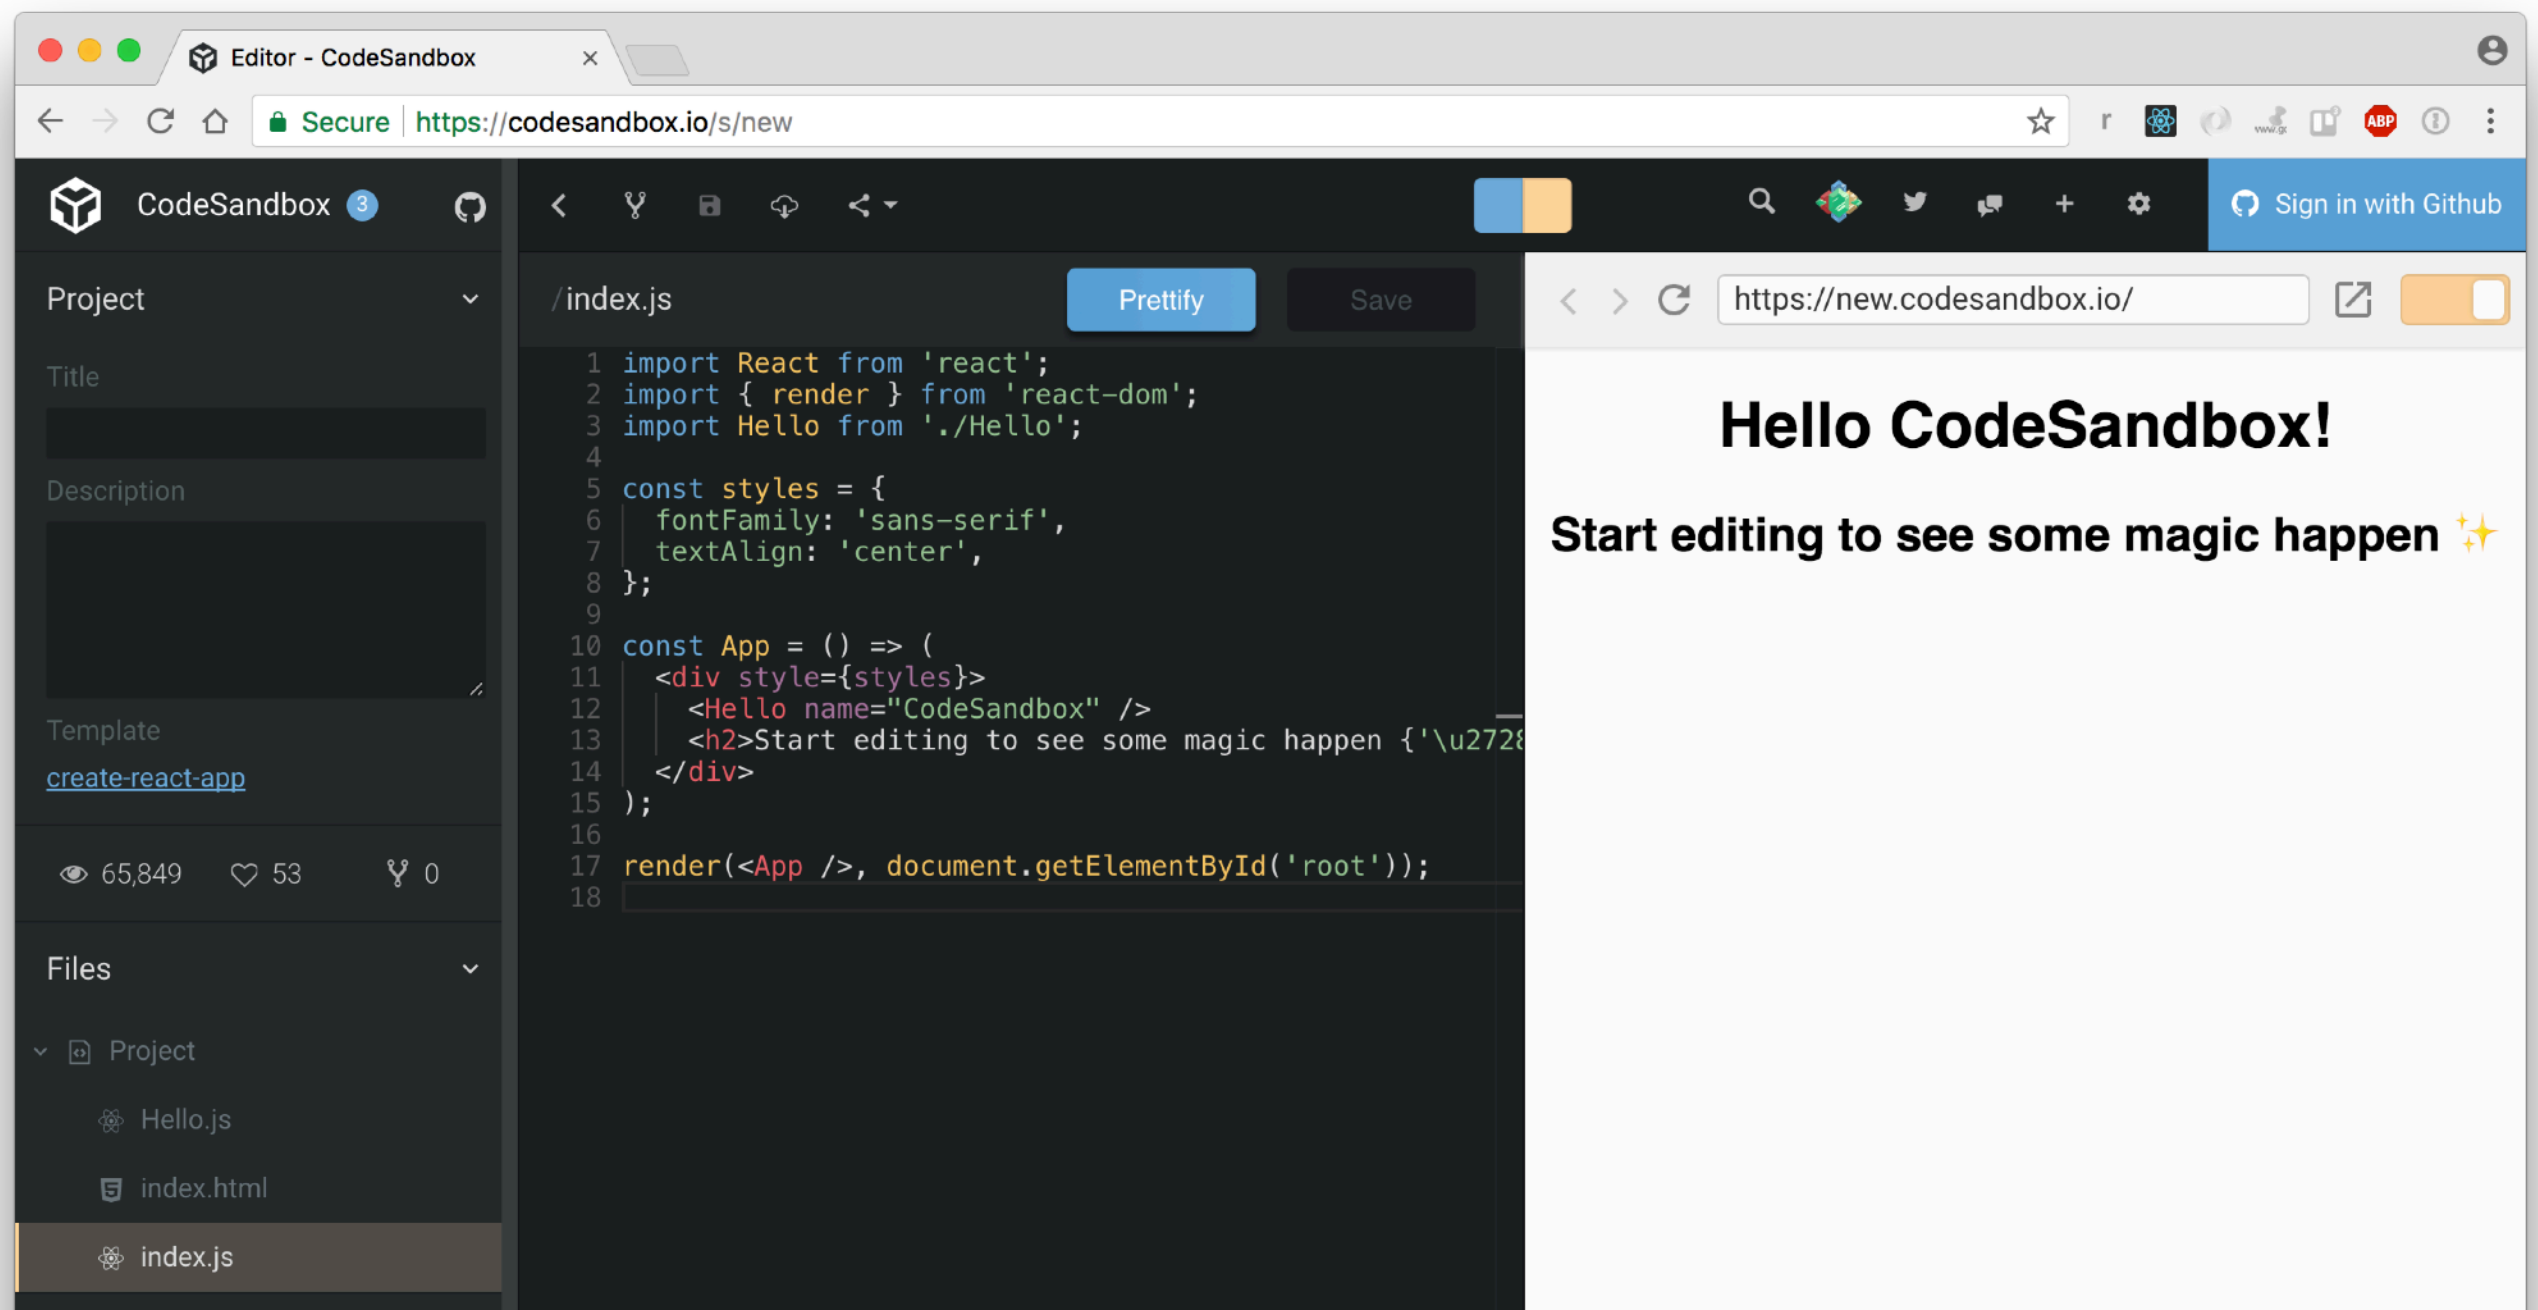 Editor - CodeSandbox
Secure https://codesandbox.io/s/new
r
ABP
CodeSandbox 3
Sign in with Github
Project
Title
Description
Template
create-react-app
65,849 53 0
Files
Project
Hello.js
index.html
index.js
/index.js
Prettify
Save
1 import React from 'react';
2 import { render } from 'react-dom';
3 import Hello from './Hello';
4
5 const styles = {
6 fontFamily: 'sans-serif',
7 textAlign: 'center',
8 };
9
10 const App = () => (
11 <div style={styles}>
12 <Hello name="CodeSandbox" />
13 <h2>Start editing to see some magic happen {'\u2728
14 </div>
15 );
16
17 render(<App />, document.getElementById('root'));
18
https://new.codesandbox.io/
Hello CodeSandbox!
Start editing to see some magic happen ✨